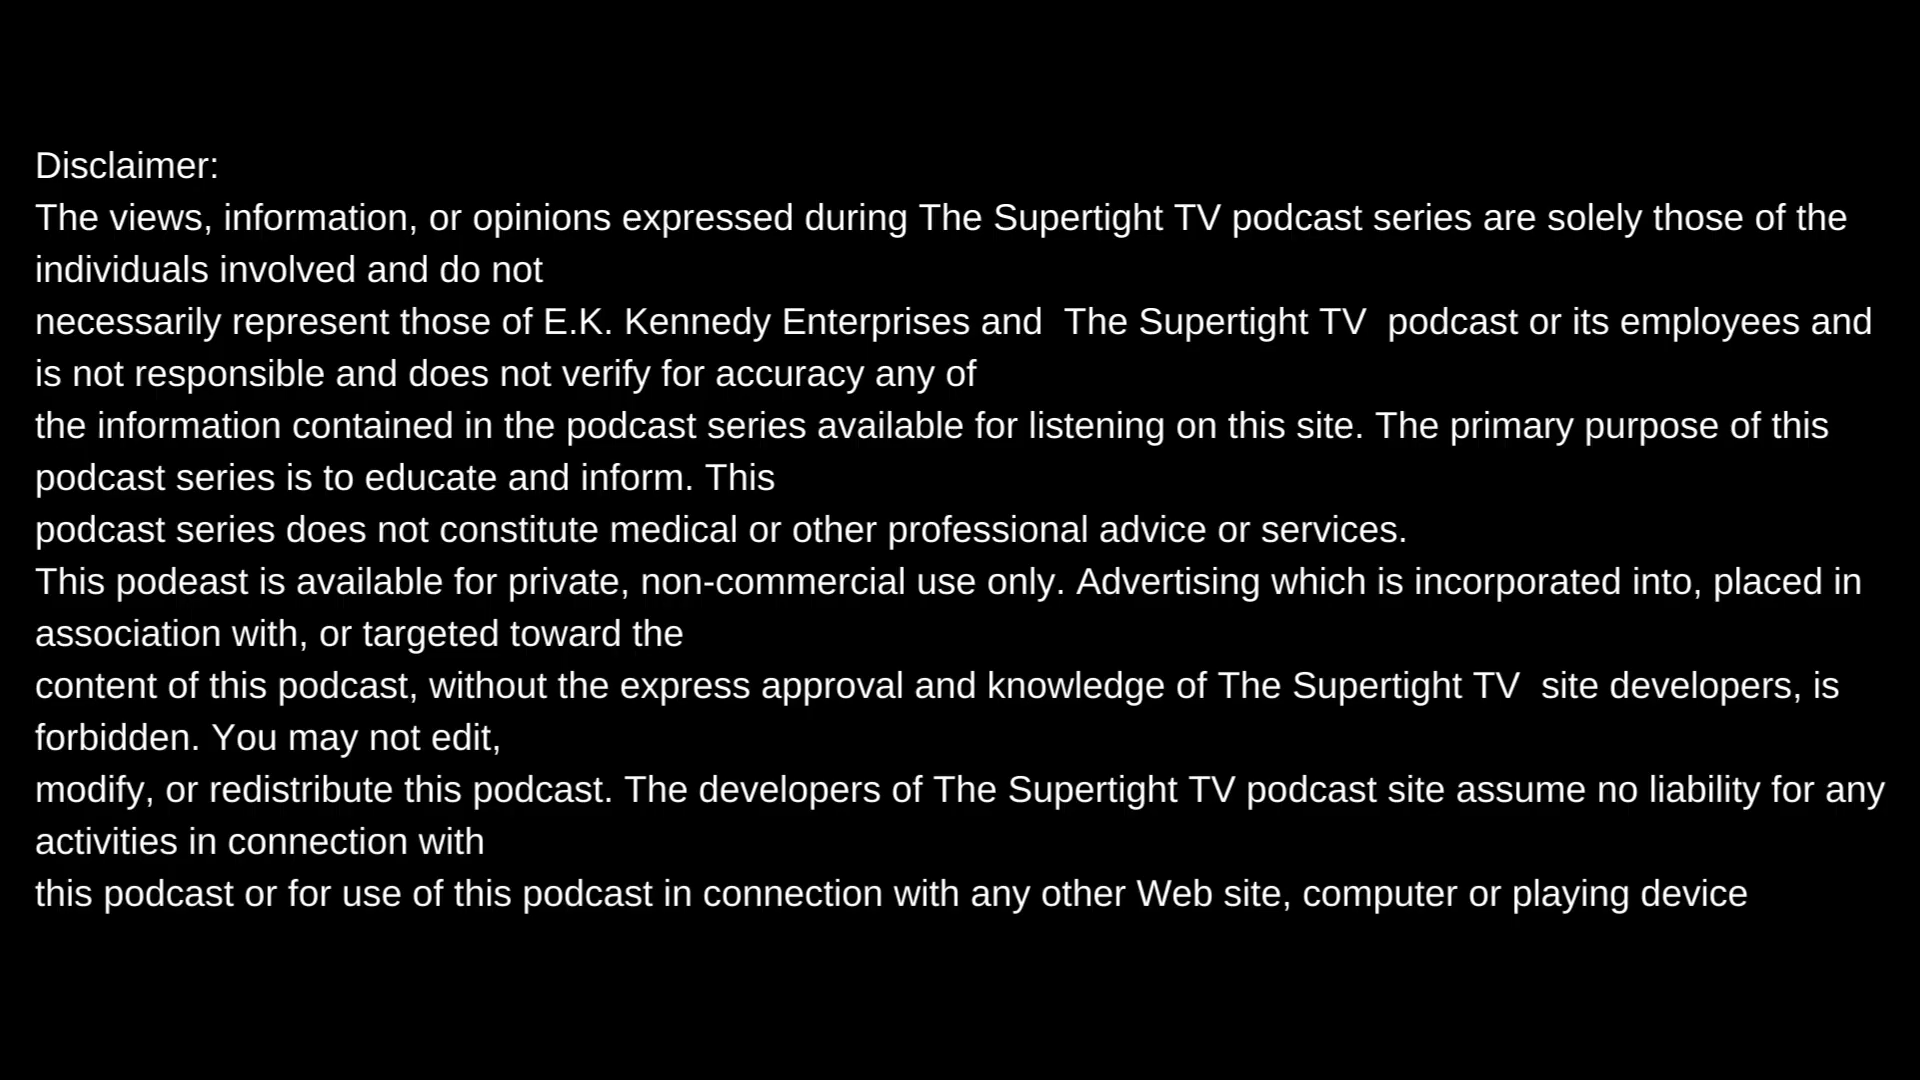 Disclaimer:
The views, information, or opinions expressed during The Supertight TV podcast series are solely those of the
individuals involved and do not
necessarily represent those of E.K. Kennedy Enterprises and  The Supertight TV  podcast or its employees and
is not responsible and does not verify for accuracy any of
the information contained in the podcast series available for listening on this site. The primary purpose of this
podcast series is to educate and inform. This
podcast series does not constitute medical or other professional advice or services.
This podeast is available for private, non-commercial use only. Advertising which is incorporated into, placed in
association with, or targeted toward the
content of this podcast, without the express approval and knowledge of The Supertight TV  site developers, is
forbidden. You may not edit,
modify, or redistribute this podcast. The developers of The Supertight TV podcast site assume no liability for any
activities in connection with
this podcast or for use of this podcast in connection with any other Web site, computer or playing device